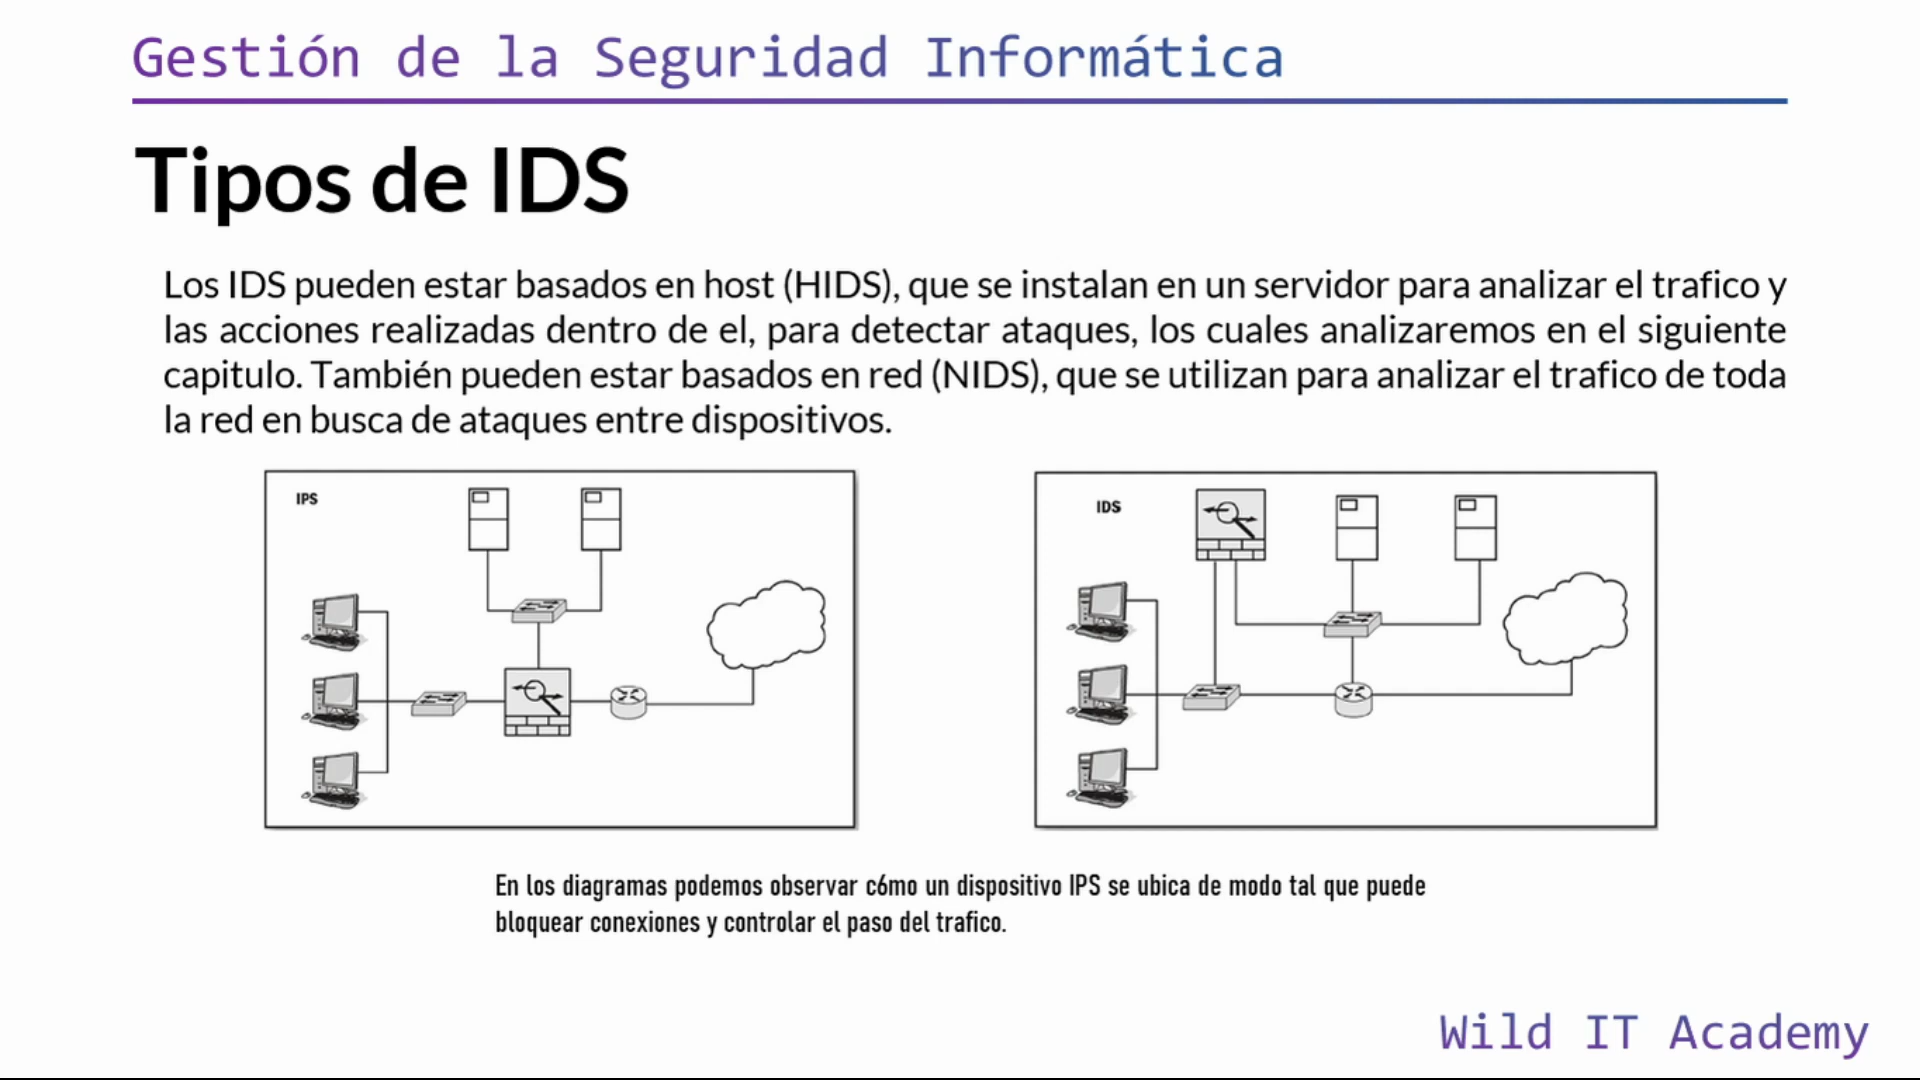 Gestión de la Seguridad Informática
Tipos de IDS
Los IDS pueden estar basados en host (HIDS), que se instalan en un servidor para analizar el trafico y
las acciones realizadas dentro de el, para detectar ataques, los cuales analizaremos en el siguiente
capitulo. También pueden estar basados en red (NIDS), que se utilizan para analizar el trafico de toda
la red en busca de ataques entre dispositivos.
IPS
IDS
En los diagramas podemos observar cómo un dispositivo IPS se ubica de modo tal que puede
bloquear conexiones y controlar el paso del trafico.
Wild IT Academy